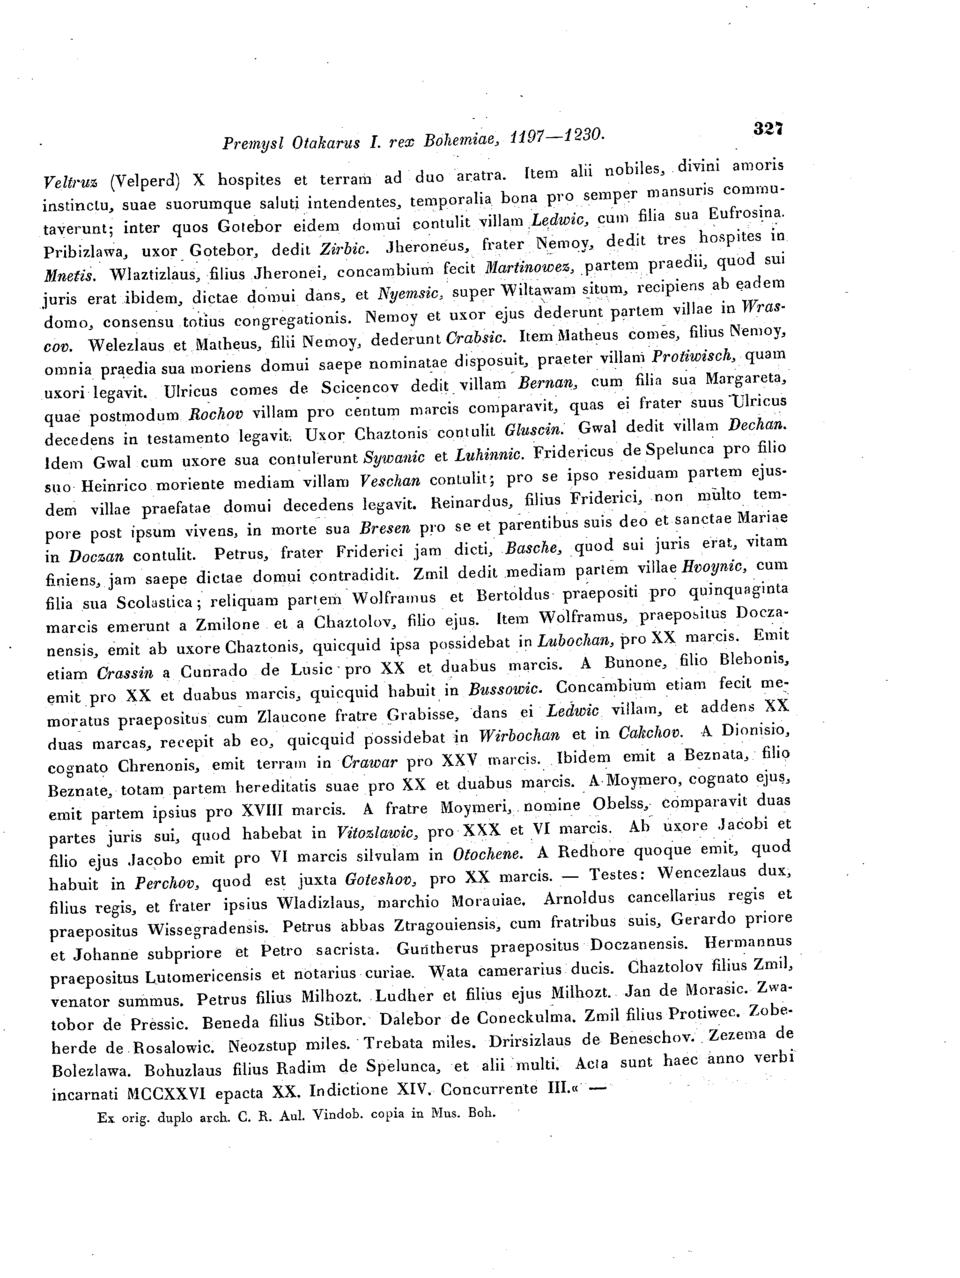 Premysl Otakarus I. rex Bohemiae, 1197—1230.
327
Veltruz (Velperd) X hospites et terram ad duo aratra. Item alii nobiles, divini amoris
instinctu, suae suorumque saluti intendentes, temporalia bona pro semper mansuris commu-
taverunt; inter quos Gotebor eidem domui contulit villam Ledwic, cum filia sua Eufrosina.
Pribizlawa, uxor Gotebor, dedit Zirbic. Jheroneus, frater Nemoy, dedit tres hospites in
Mnetis. Wlaztizlaus, filius Jheronei, concambium fecit Martinowez, partem praedii, quod sui
juris erat ibidem, dictae domui dans, et Nyemsic, super Wiltawam situm, recipiens ab eadem
domo, consensu totius congregationis. Nemoy et uxor ejus dederunt partem villae in Wras-
cov. Welezlaus et Matheus, filii Nemoy, dederunt Crabsic. Item Matheus comes, filius Nemoy,
omnia praedia sua moriens domui saepe nominatae disposuit, praeter villam Protiwisch, quam
uxori legavit. Ulricus comes de Scicencov dedit villam Bernan, cum filia sua Margareta,
quae postmodum Rochov villam pro centum marcis comparavit, quas ei frater suus Ulricus
decedens in testamento legavit. Uxor Chaztonis contulit Gluscin. Gwal dedit villam Dechan.
Idem Gwal cum uxore sua contulerunt Sywanic et Luhinnic. Fridericus de Spelunca pro filio
suo Heinrico moriente mediam villam Veschan contulit; pro se ipso residuam partem ejus-
dem villae praefatae domui decedens legavit. Reinardus, filius Friderici, non multo tem-
pore post ipsum vivens, in morte sua Bresen pro se et parentibus suis deo et sanctae Mariae
in Doczan contulit. Petrus, frater Friderici jam dicti, Basche, quod sui juris erat, vitam
finiens, jam saepe dictae domui contradidit. Zmil dedit mediam partem villae Hvoynic, cum
filia sua Scolastica; reliquam partem Wolframus et Bertoldus praepositi pro quinquaginta
marcis emerunt a Zmilone et a Chaztolov, filio ejus. Item Wolframus, praepositus Docza-
nensis, emit ab uxore Chaztonis, quicquid ipsa possidebat in Lubochan, pro XX marcis. Emit
etiam Crassin a Cunrado de Lusic pro XX et duabus marcis. A Bunone, filio Blehonis,
emit pro XX et duabus marcis, quicquid habuit in Bussowic. Concambium etiam fecit me-
moratus praepositus cum Zlaucone fratre Grabisse, dans ei Ledwic villam, et addens XX
duas marcas, recepit ab eo, quicquid possidebat in Wirbochan et in Cakchov. A Dionisio,
cognato Chrenonis, emit terram in Crawar pro XXV marcis. Ibidem emit a Beznata, filio
Beznate, totam partem hereditatis suae pro XX et duabus marcis. A Moymero, cognato ejus,
emit partem ipsius pro XVIII marcis. A fratre Moymeri, nomine Obelss, comparavit duas
partes juris sui, quod habebat in Vitozlawic, pro XXX et VI marcis. Ab uxore Jacobi et
filio ejus Jacobo emit pro VI marcis silvulam in Otochene. A Redhore quoque emit, quod
habuit in Perchov, quod est juxta Goteshov, pro XX marcis. — Testes: Wencezlaus dux,
filius regis, et frater ipsius Wladizlaus, marchio Morauiae. Arnoldus cancellarius regis et
praepositus Wissegradensis. Petrus abbas Ztragouiensis, cum fratribus suis, Gerardo priore
et Johanne subpriore et Petro sacrista. Guntherus praepositus Doczanensis. Hermannus
praepositus Lutomericensis et notarius curiae. Wata camerarius ducis. Chaztolov filius Zmil,
venator summus. Petrus filius Milhozt. Ludher et filius ejus Milhozt. Jan de Morasic. Zwa-
tobor de Pressic. Beneda filius Stibor. Dalebor de Coneckulma. Zmil filius Protiwec. Zobe-
herde de Rosalowic. Neozstup miles. Trebata miles. Drirsizlaus de Beneschov. Zezema de
Bolezlawa. Bohuzlaus filius Radim de Spelunca, et alii multi. Acta sunt haec anno verbi
incarnati MCCXXVI epacta XX. Indictione XIV. Concurrente III.« —
Ex orig. duplo arch. C. R. Aul. Vindob. copia in Mus. Boh.